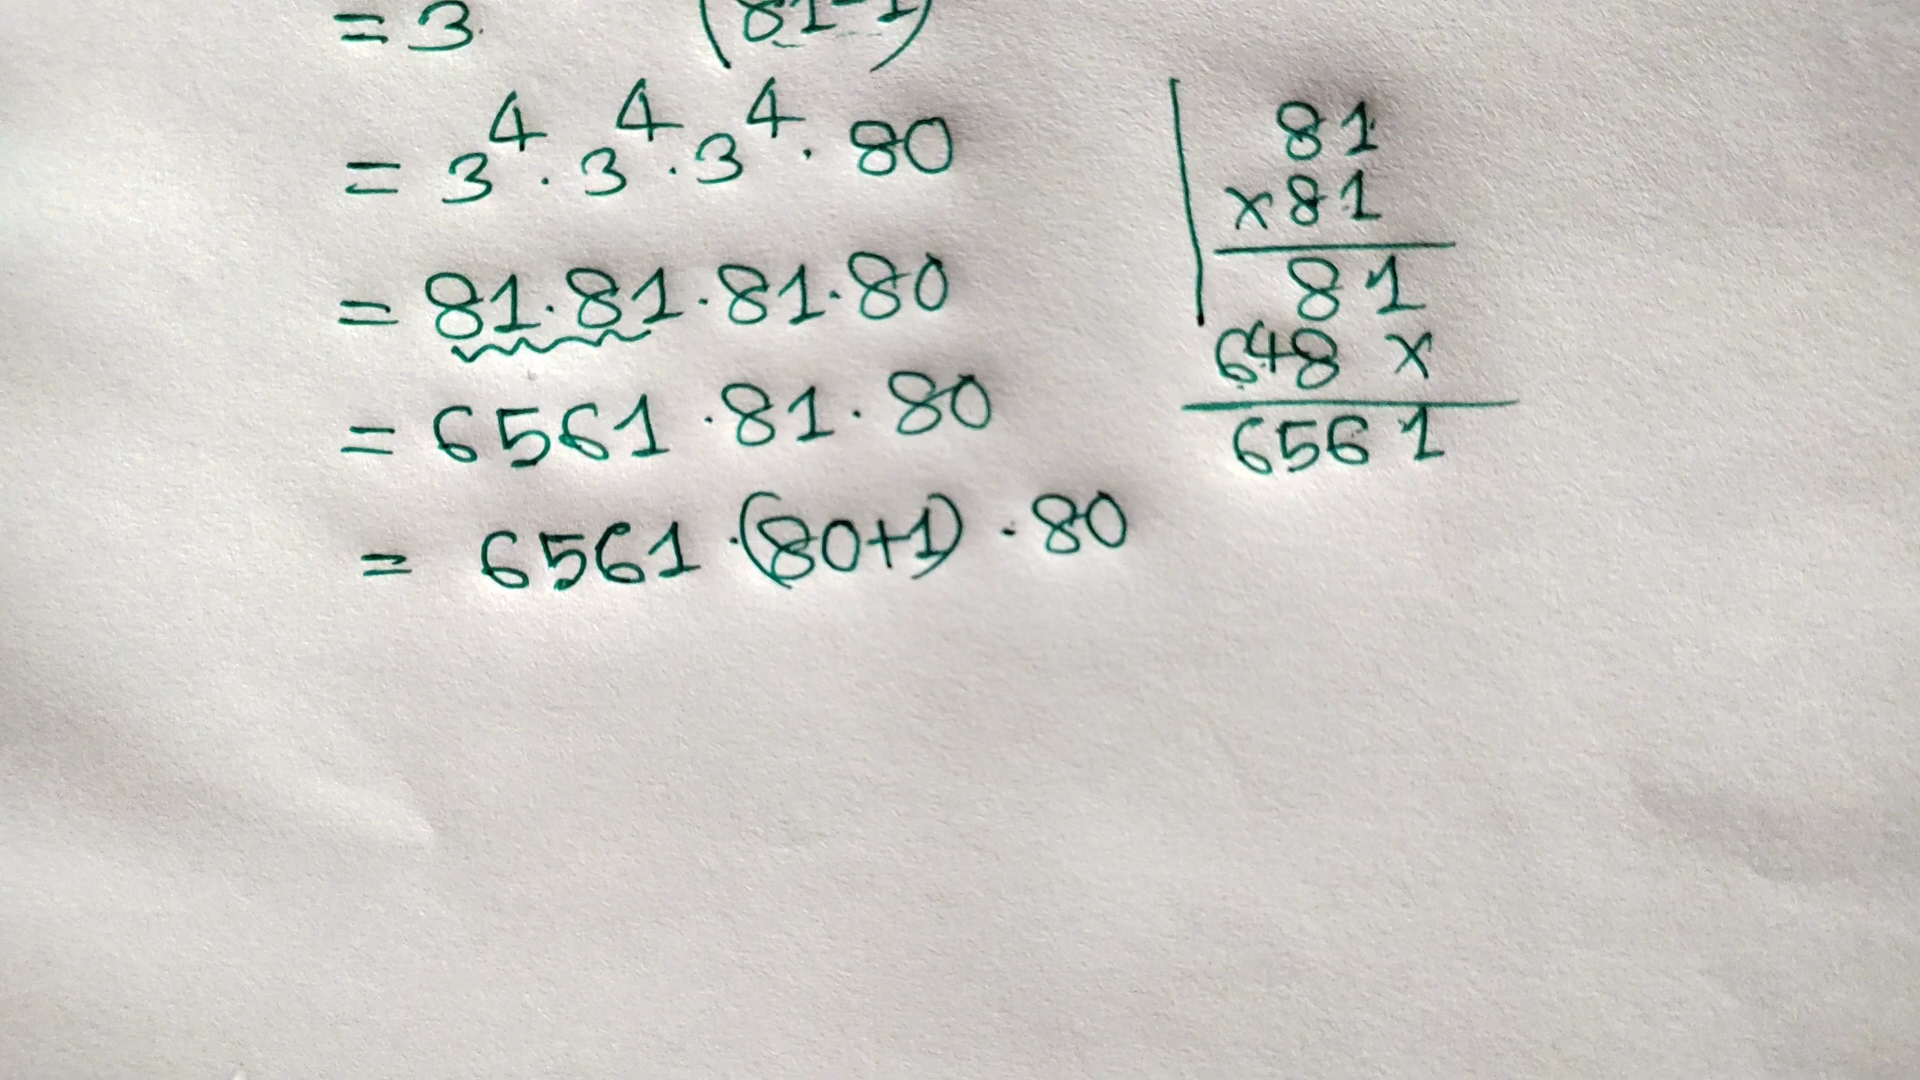 = 3 (81-1)
= 3⁴ · 3⁴ · 3⁴ · 80
= 81 · 81 · 81 · 80
= 6561 · 81 · 80
= 6561 · (80+1) · 80
81
x 81
81
648 x
6561